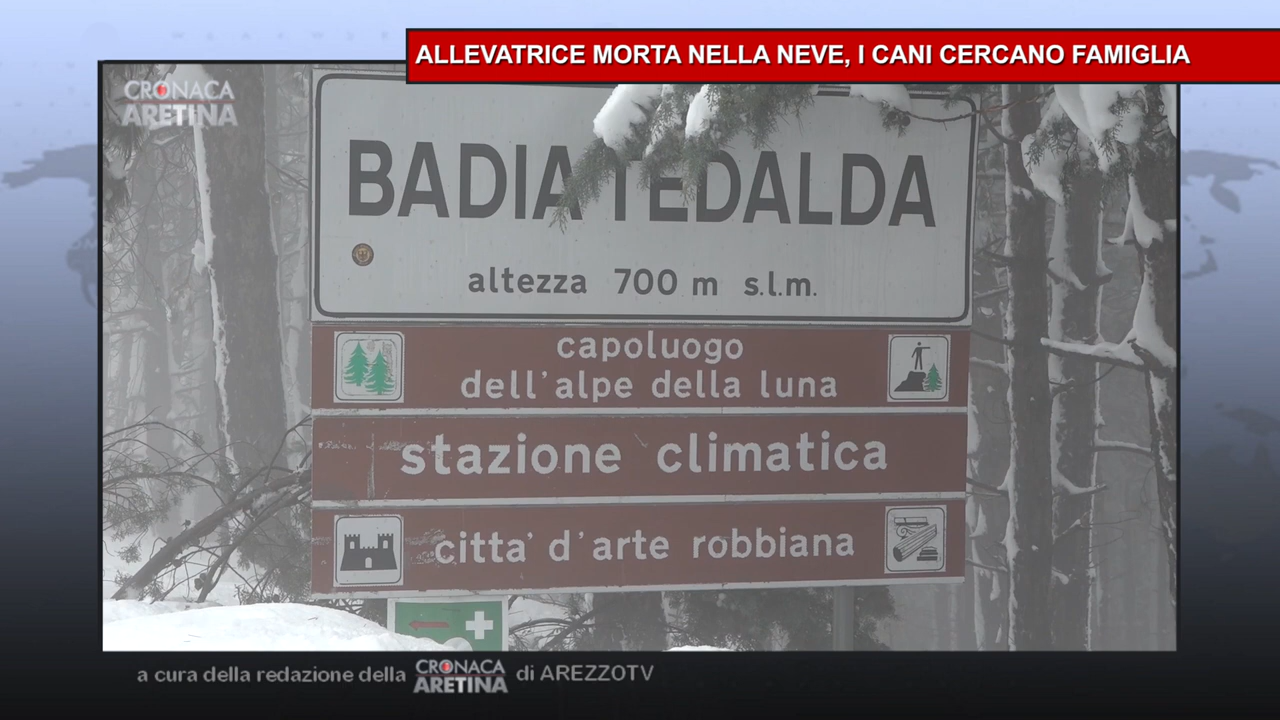 ALLEVATRICE MORTA NELLA NEVE, I CANI CERCANO FAMIGLIA
CRONACA
ARETINA
BADIA TEDALDA
altezza 700 m s.l.m.
capoluogo
dell'alpe della luna
stazione climatica
citta' d'arte robbiana
a cura della redazione della CRONACA ARETINA di AREZZOTV